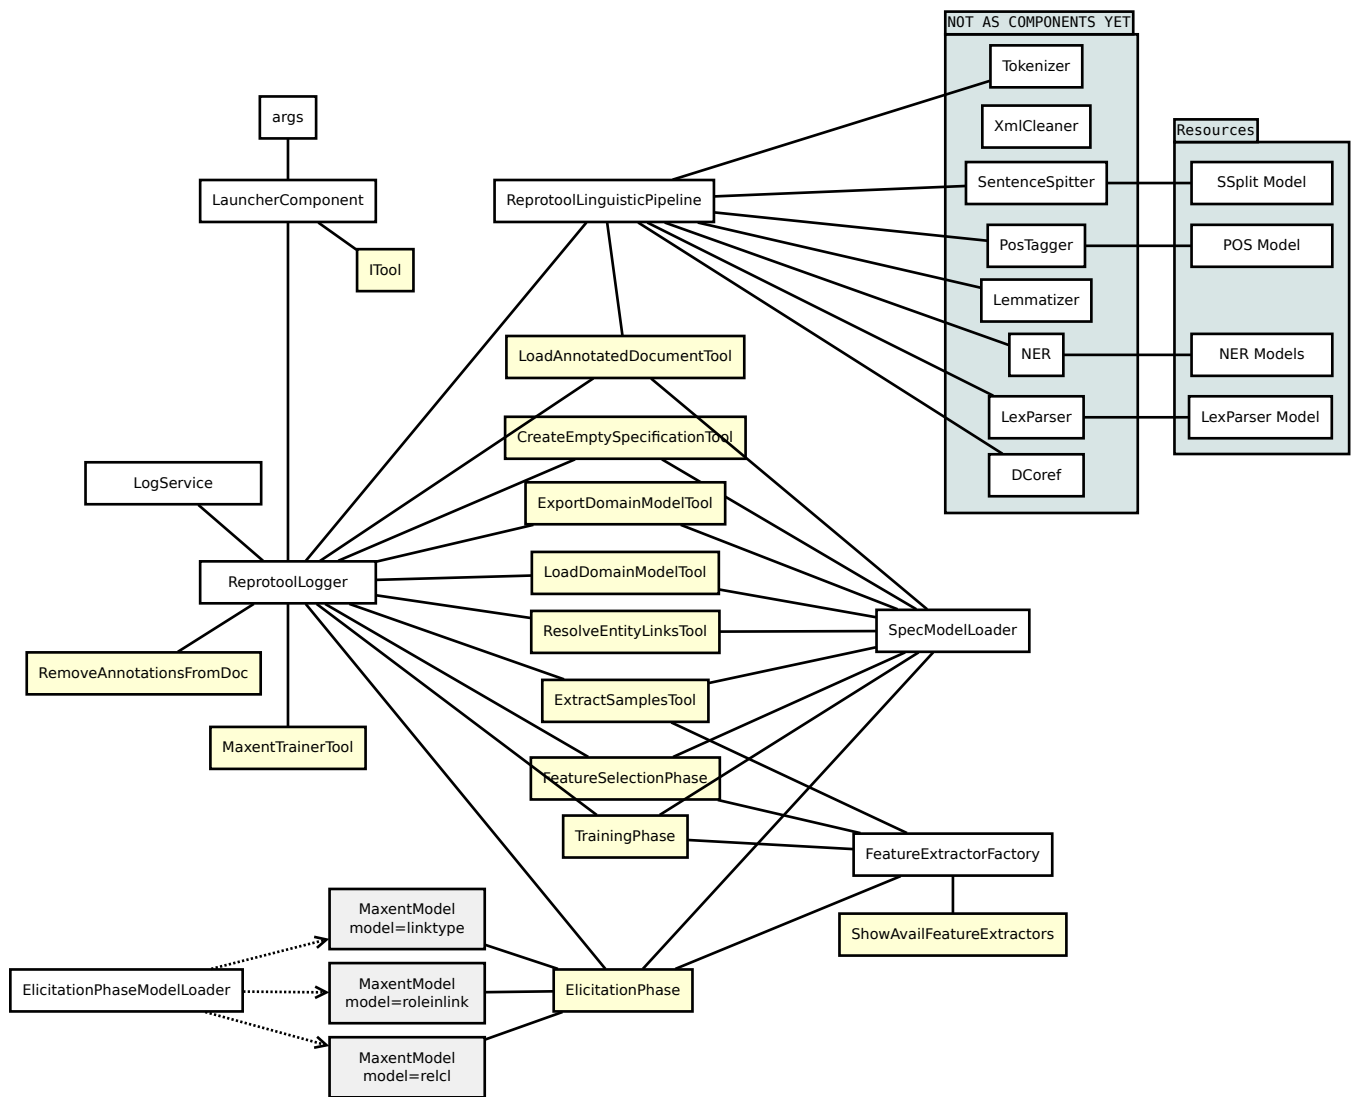 NOT AS COMPONENTS YET
Tokenizer
args
XmlCleaner
Resources
LauncherComponent
ReprotoolLinguisticPipeline
SentenceSpitter
SSplit Model
ITool
PosTagger
POS Model
Lemmatizer
LoadAnnotatedDocumentTool
NER
NER Models
CreateEmptySpecificationTool
LexParser
LexParser Model
LogService
ExportDomainModelTool
DCoref
ReprotoolLogger
LoadDomainModelTool
ResolveEntityLinksTool
SpecModelLoader
RemoveAnnotationsFromDoc
ExtractSamplesTool
MaxentTrainerTool
FeatureSelectionPhase
TrainingPhase
FeatureExtractorFactory
MaxentModel
model=linktype
ShowAvailFeatureExtractors
ElicitationPhaseModelLoader
MaxentModel
model=roleinlink
ElicitationPhase
MaxentModel
model=relcl